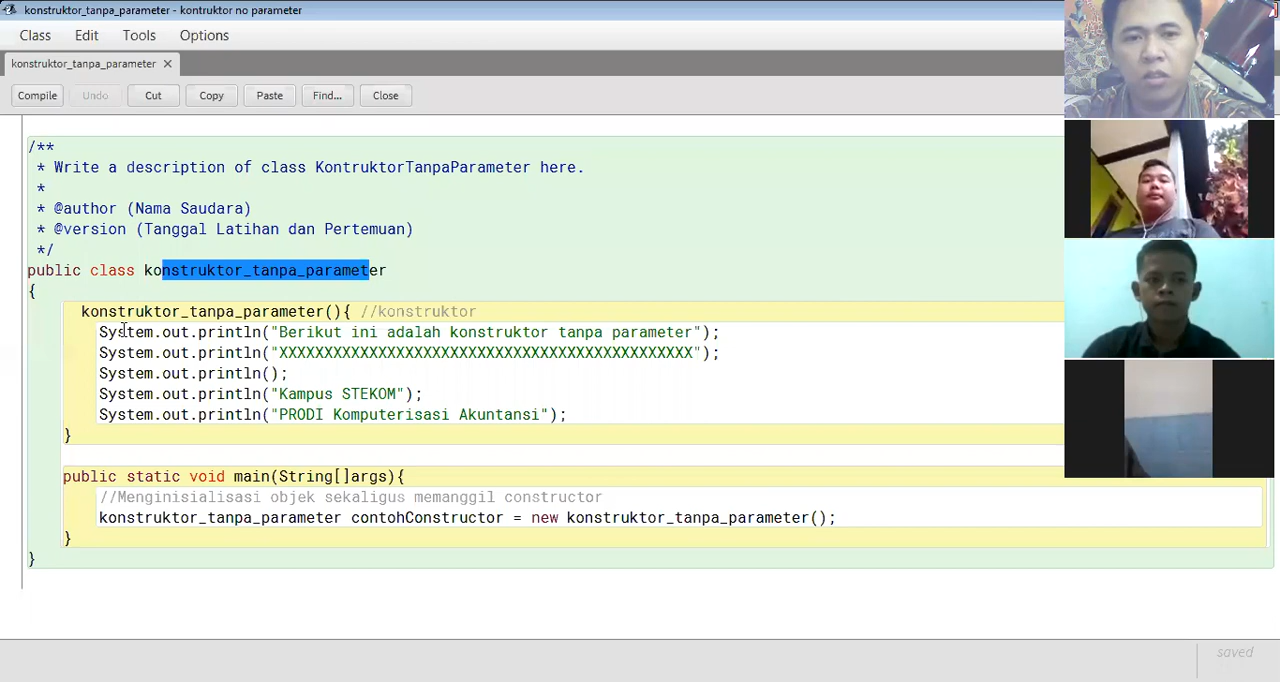 konstruktor_tanpa_parameter - kontruktor no parameter
Class Edit Tools Options
konstruktor_tanpa_parameter ×
Compile Undo Cut Copy Paste Find... Close
/**
* Write a description of class KontruktorTanpaParameter here.
*
* @author (Nama Saudara)
* @version (Tanggal Latihan dan Pertemuan)
*/
public class konstruktor_tanpa_parameter
{
konstruktor_tanpa_parameter(){ //konstruktor
System.out.println("Berikut ini adalah konstruktor tanpa parameter");
System.out.println("XXXXXXXXXXXXXXXXXXXXXXXXXXXXXXXXXXXXXXXXXXXXXX");
System.out.println();
System.out.println("Kampus STEKOM");
System.out.println("PRODI Komputerisasi Akuntansi");
}
public static void main(String[]args){
//Menginisialisasi objek sekaligus memanggil constructor
konstruktor_tanpa_parameter contohConstructor = new konstruktor_tanpa_parameter();
}
}
saved